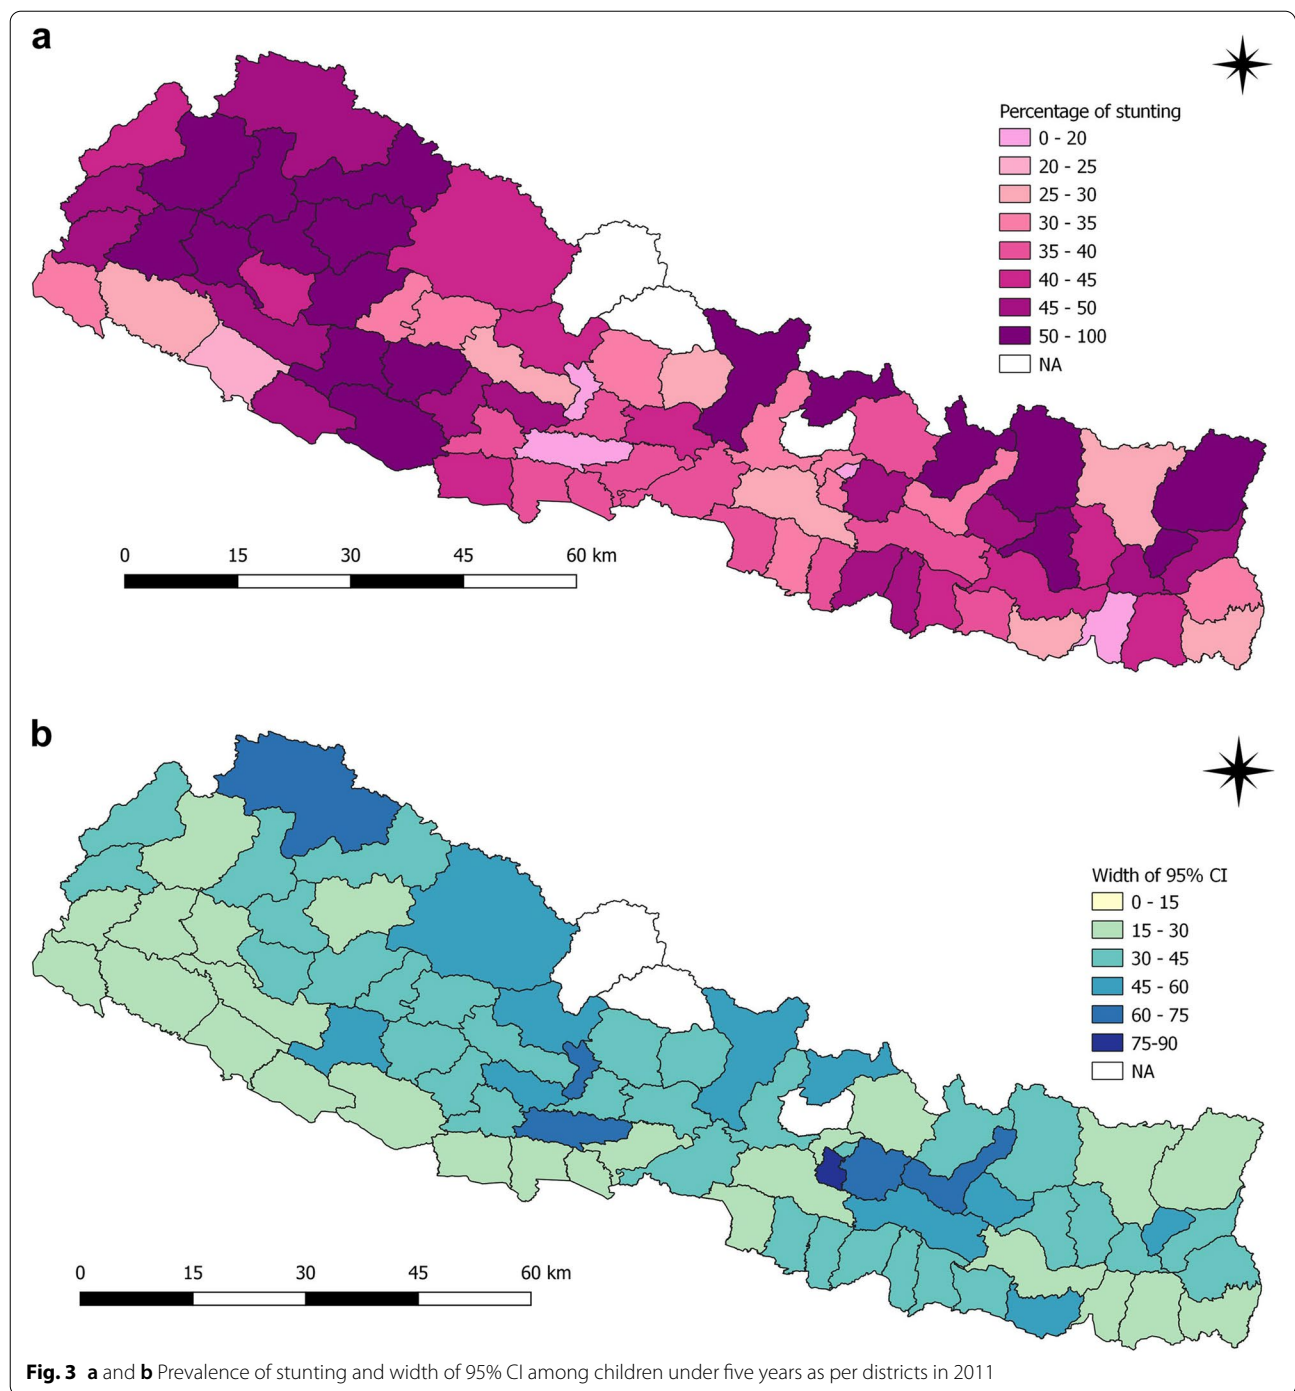 a
Percentage of stunting
0 - 20
20 - 25
25 - 30
30 - 35
35 - 40
40 - 45
45 - 50
50 - 100
NA
0 15 30 45 60 km
b
Width of 95% CI
0 - 15
15 - 30
30 - 45
45 - 60
60 - 75
75-90
NA
0 15 30 45 60 km
Fig. 3 a and b Prevalence of stunting and width of 95% CI among children under five years as per districts in 2011